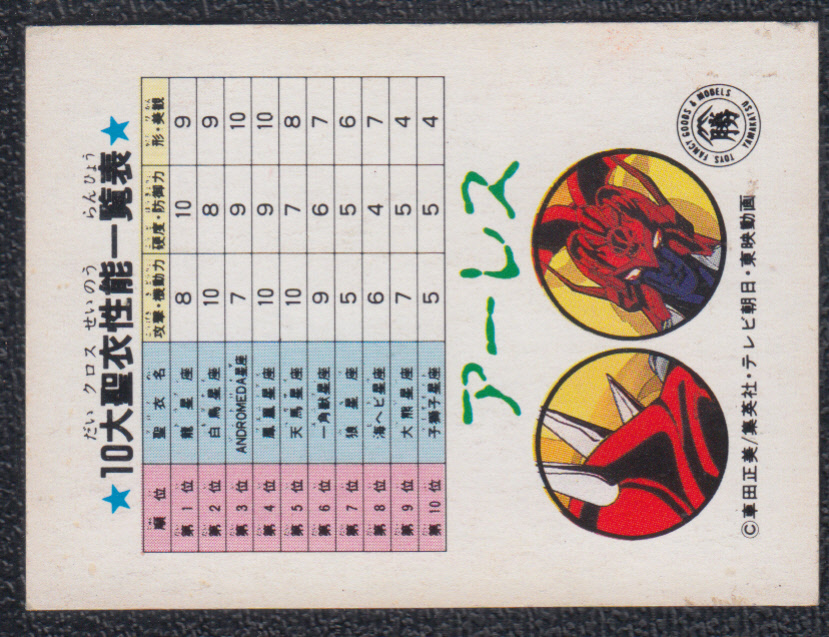 だい クロス せいのう らんひょう
★10大聖衣性能一覧表★
順位 聖衣名 攻撃・機動力 硬度・防御力 形・美観
第1位 龍星座 8 10 9
第2位 白鳥星座 10 8 9
第3位 ANDROMEDA星座 7 9 10
第4位 鳳凰星座 10 9 10
第5位 天馬星座 10 7 8
第6位 一角獣星座 9 6 7
第7位 狼星座 5 5 6
第8位 海ヘビ星座 6 4 7
第9位 大熊星座 7 5 4
第10位 子獅子星座 5 5 4
アーレス
©車田正美/集英社・テレビ朝日・東映動画
TOYS FANCY GOODS & MODELS
勝
YAMAKATSU